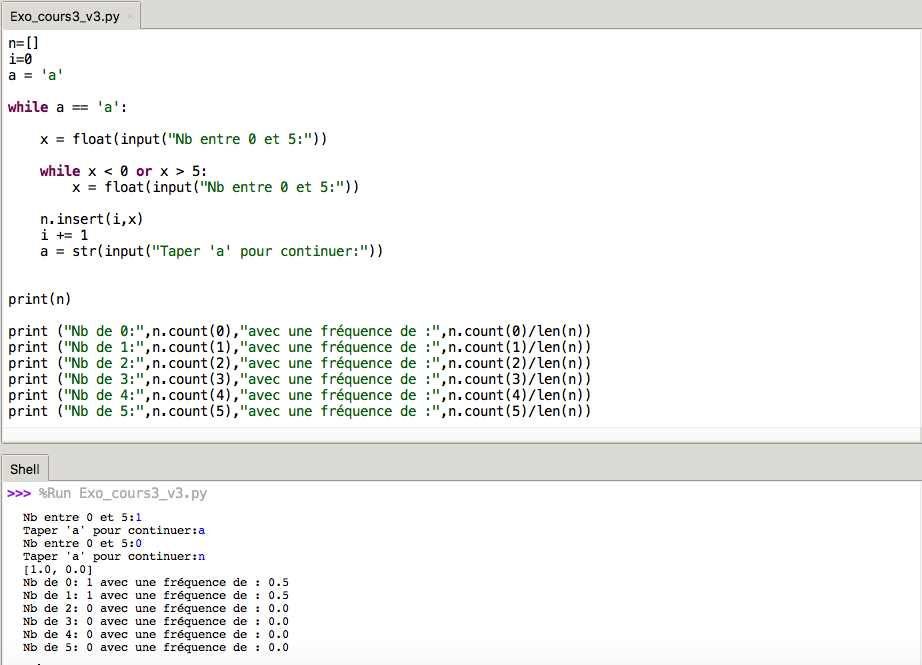 Exo_cours3_v3.py ×
n=[]
i=0
a = 'a'
while a == 'a':
x = float(input("Nb entre 0 et 5:"))
while x < 0 or x > 5:
x = float(input("Nb entre 0 et 5:"))
n.insert(i,x)
i += 1
a = str(input("Taper 'a' pour continuer:"))
print(n)
print ("Nb de 0:",n.count(0),"avec une fréquence de :",n.count(0)/len(n))
print ("Nb de 1:",n.count(1),"avec une fréquence de :",n.count(1)/len(n))
print ("Nb de 2:",n.count(2),"avec une fréquence de :",n.count(2)/len(n))
print ("Nb de 3:",n.count(3),"avec une fréquence de :",n.count(3)/len(n))
print ("Nb de 4:",n.count(4),"avec une fréquence de :",n.count(4)/len(n))
print ("Nb de 5:",n.count(5),"avec une fréquence de :",n.count(5)/len(n))
Shell
>>> %Run Exo_cours3_v3.py
Nb entre 0 et 5:1
Taper 'a' pour continuer:a
Nb entre 0 et 5:0
Taper 'a' pour continuer:n
[1.0, 0.0]
Nb de 0: 1 avec une fréquence de : 0.5
Nb de 1: 1 avec une fréquence de : 0.5
Nb de 2: 0 avec une fréquence de : 0.0
Nb de 3: 0 avec une fréquence de : 0.0
Nb de 4: 0 avec une fréquence de : 0.0
Nb de 5: 0 avec une fréquence de : 0.0